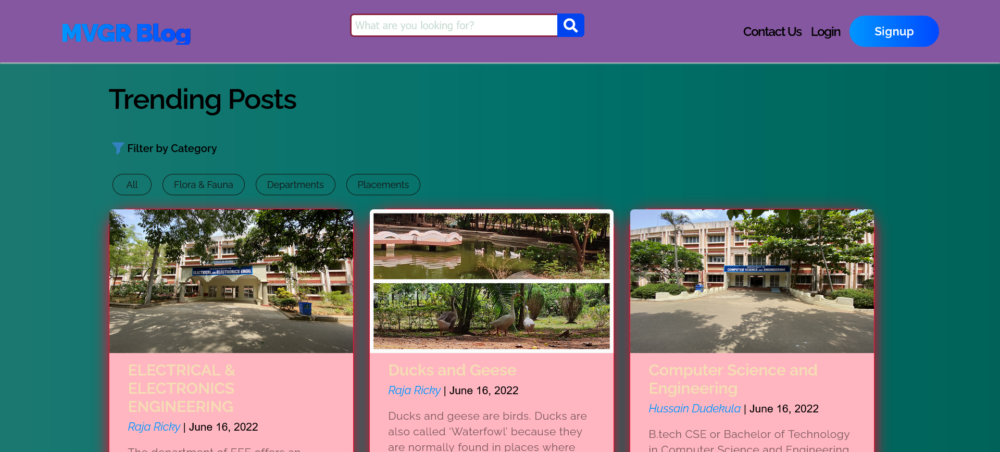 MVGR Blog
What are you looking for?
Contact Us
Login
Signup
Trending Posts
Filter by Category
All
Flora & Fauna
Departments
Placements
DEPARTMENT OF
ELECTRICAL AND ELECTRONICS ENGG.
ELECTRICAL &
ELECTRONICS
ENGINEERING
Raja Ricky | June 16, 2022
The department of EEE offers an
Ducks and Geese
Raja Ricky | June 16, 2022
Ducks and geese are birds. Ducks are
also called ‘Waterfowl’ because they
are normally found in places where
DEPARTMENT OF
COMPUTER SCIENCE AND ENGINEERING
Computer Science and
Engineering
Hussain Dudekula | June 16, 2022
B.tech CSE or Bachelor of Technology
in Computer Science and Engineering